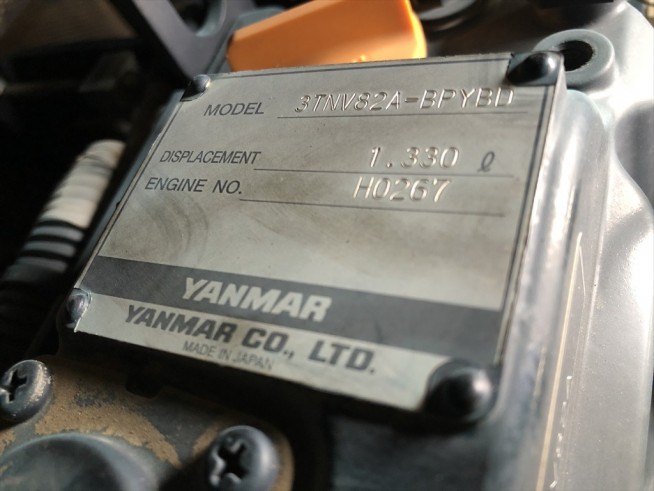 MODEL 3TNV82A-BPYBD
DISPLACEMENT 1.330 ℓ
ENGINE NO. H0267
YANMAR
YANMAR CO., LTD.
MADE IN JAPAN